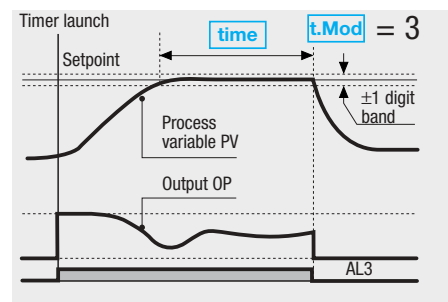 Timer launch
time
t.Mod = 3
Setpoint
±1 digit
band
Process
variable PV
Output OP
AL3